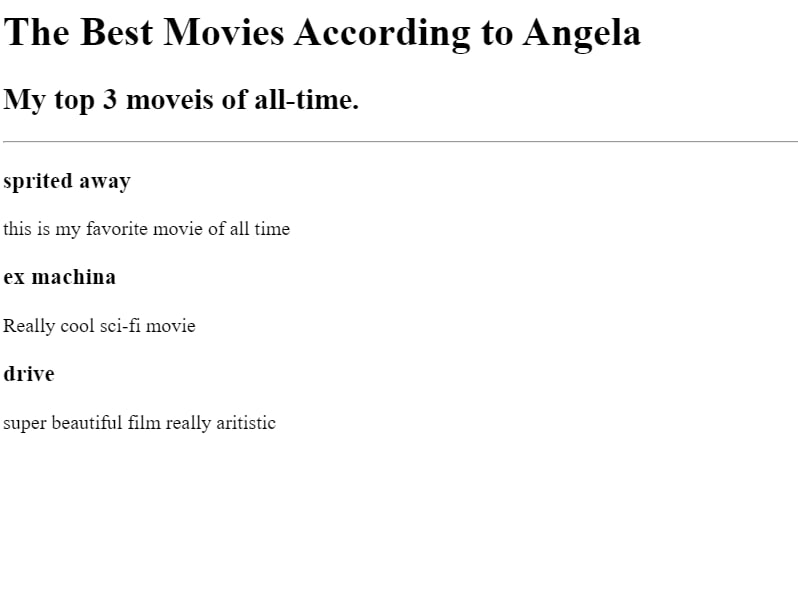 The Best Movies According to Angela
My top 3 moveis of all-time.
sprited away
this is my favorite movie of all time
ex machina
Really cool sci-fi movie
drive
super beautiful film really aritistic